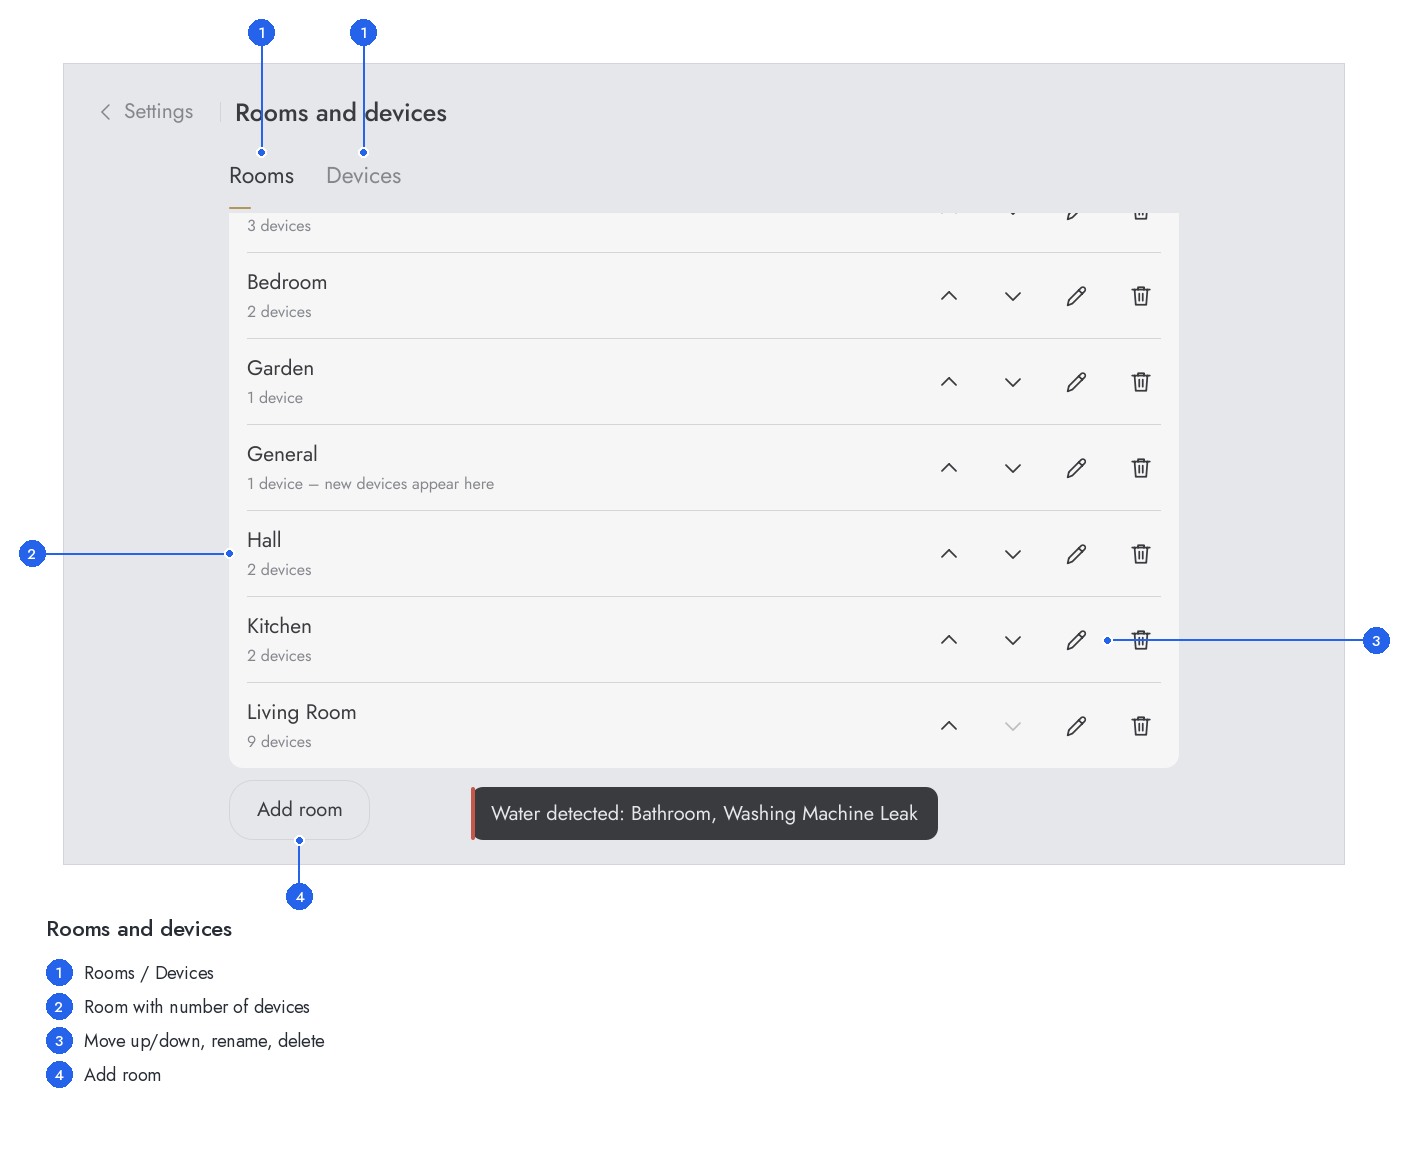 1 1
Settings Rooms and devices
Rooms Devices
3 devices
Bedroom
2 devices
Garden
1 device
General
1 device – new devices appear here
Hall
2 2 devices
Kitchen
2 devices
3
Living Room
9 devices
Add room
Water detected: Bathroom, Washing Machine Leak
4
Rooms and devices
1 Rooms / Devices
2 Room with number of devices
3 Move up/down, rename, delete
4 Add room